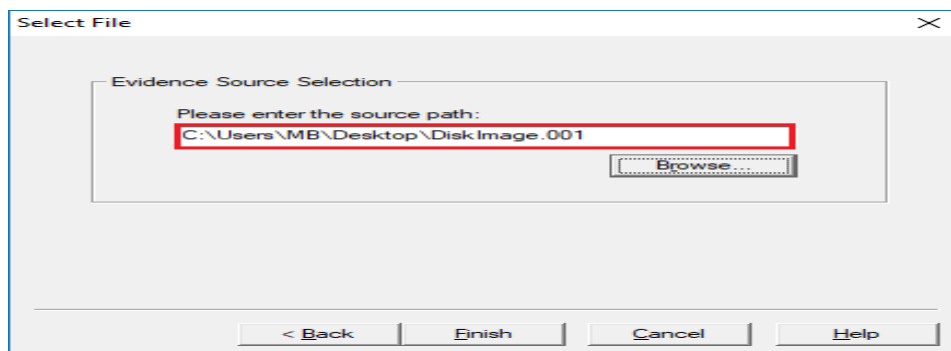 Select File
Evidence Source Selection
Please enter the source path:
C:\Users\MB\Desktop\DiskImage.001
Browse...
< Back Finish Cancel Help